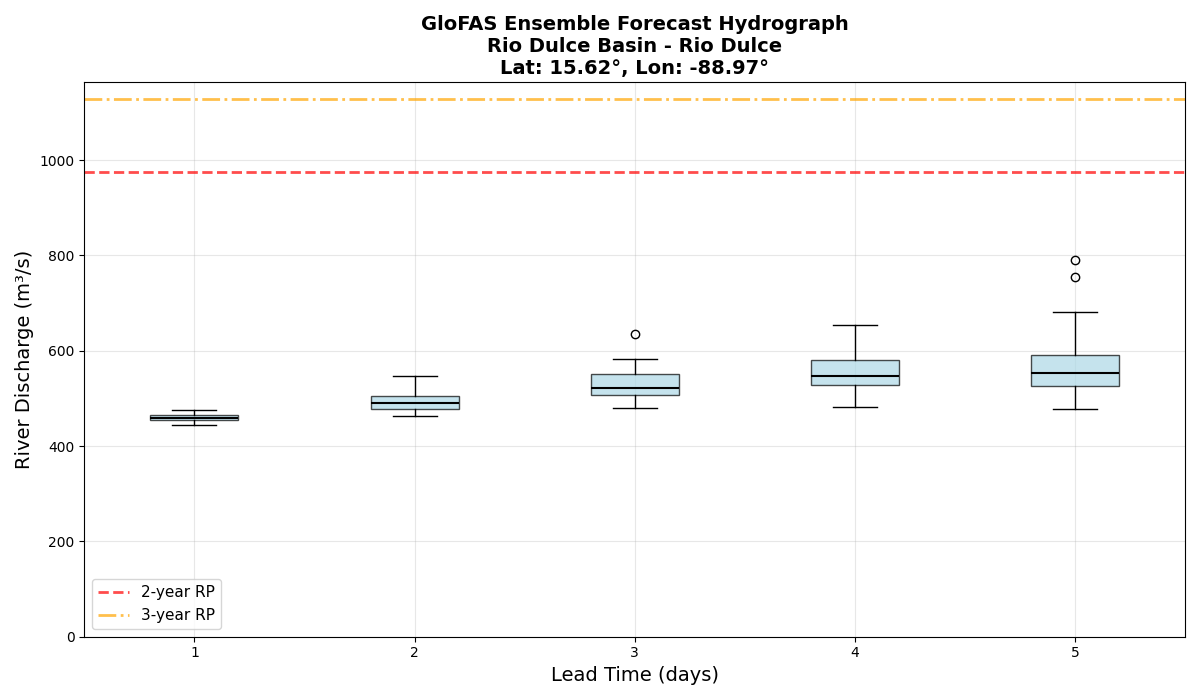 GloFAS Ensemble Forecast Hydrograph
Rio Dulce Basin - Rio Dulce
Lat: 15.62°, Lon: -88.97°
River Discharge (m³/s)
1000
800
600
400
200
0
2-year RP
3-year RP
1 2 3 4 5
Lead Time (days)